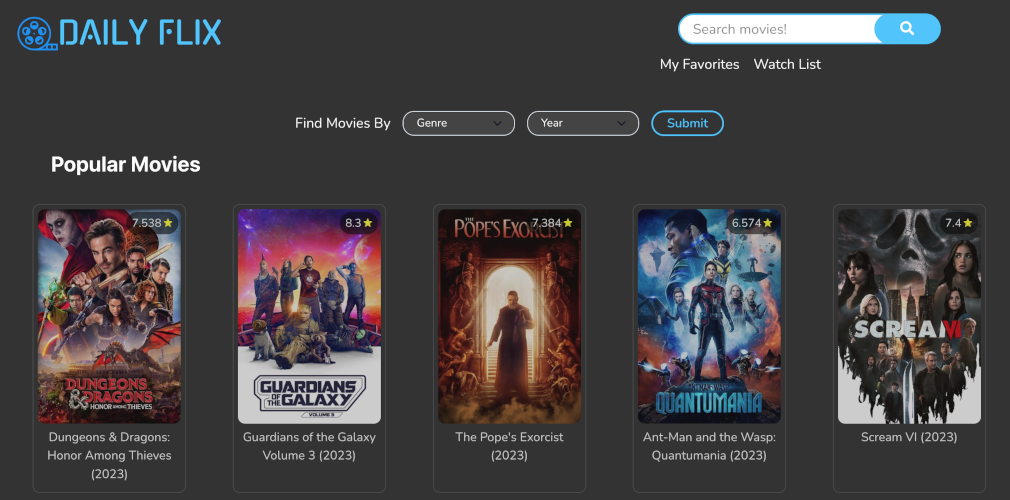 DAILY FLIX
Search movies!
My Favorites Watch List
Find Movies By Genre Year Submit
Popular Movies
7.538
8.3
7.384
6.574
7.4
DUNGEONS
& DRAGONS
HONOR AMONG THIEVES
GUARDIANS
OF THE GALAXY
VOLUME 3
THE
POPE'S EXORCIST
ANT-MAN AND THE WASP
QUANTUMANIA
SCREAM VI
Dungeons & Dragons:
Honor Among Thieves
(2023)
Guardians of the Galaxy
Volume 3 (2023)
The Pope's Exorcist
(2023)
Ant-Man and the Wasp:
Quantumania (2023)
Scream VI (2023)